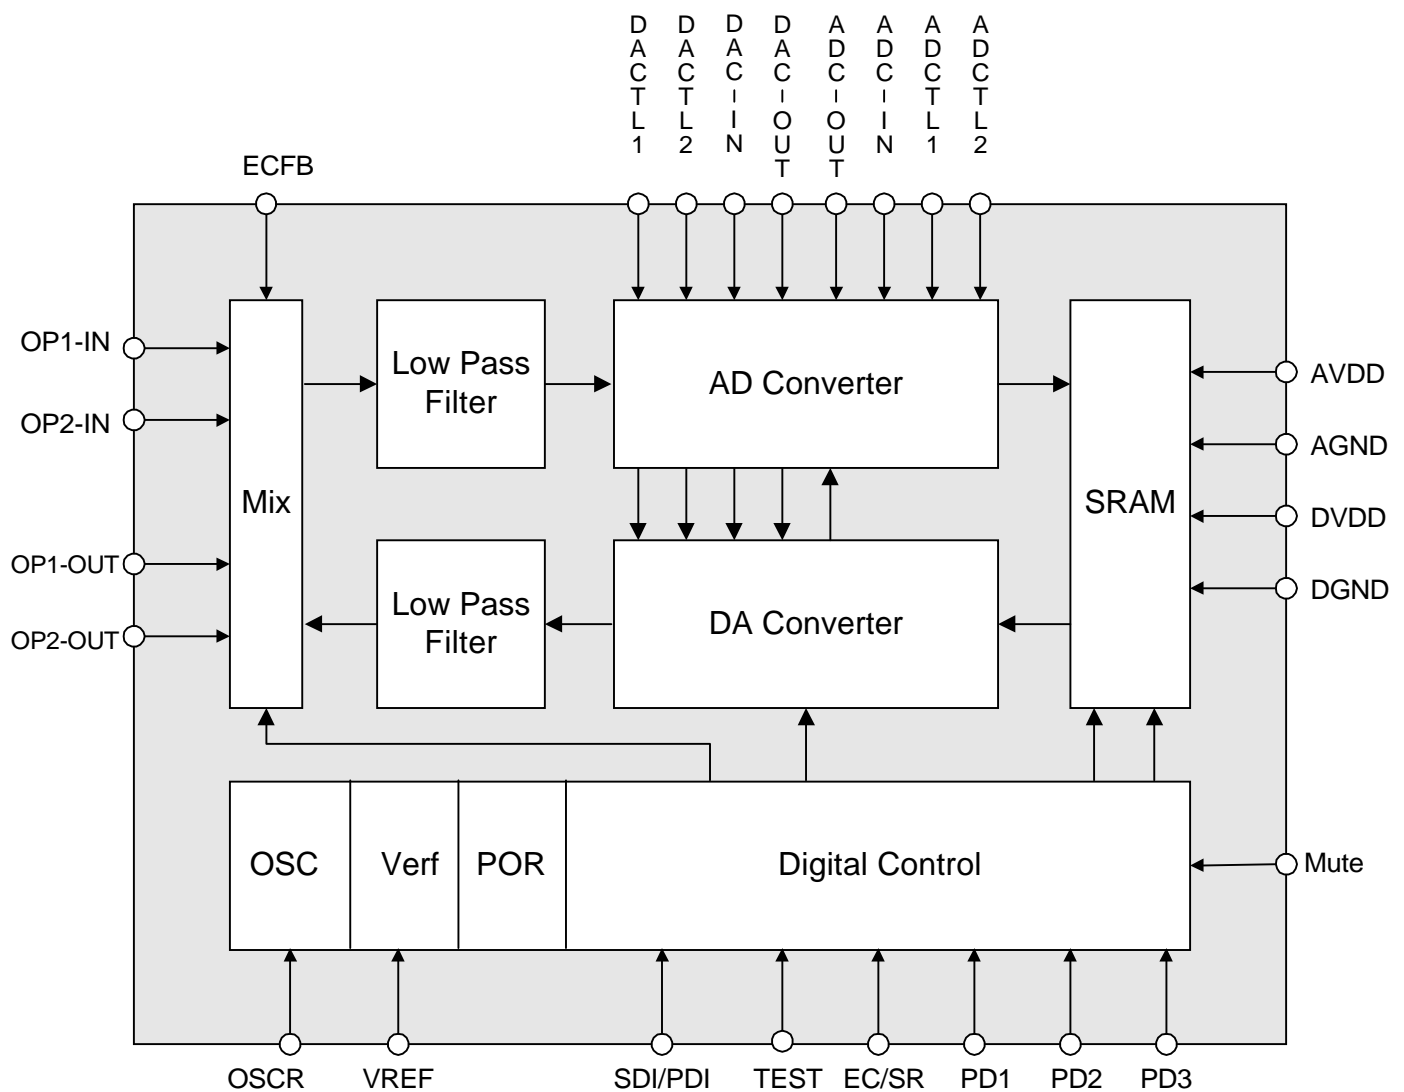 DACTL1
DACTL2
DAC-IN
DAC-OUT
ADC-OUT
ADC-IN
ADCTL1
ADCTL2
ECFB
OP1-IN
OP2-IN
OP1-OUT
OP2-OUT
Mix
Low Pass
Filter
AD Converter
SRAM
Low Pass
Filter
DA Converter
AVDD
AGND
DVDD
DGND
OSC
Verf
POR
Digital Control
Mute
OSCR
VREF
SDI/PDI
TEST
EC/SR
PD1
PD2
PD3